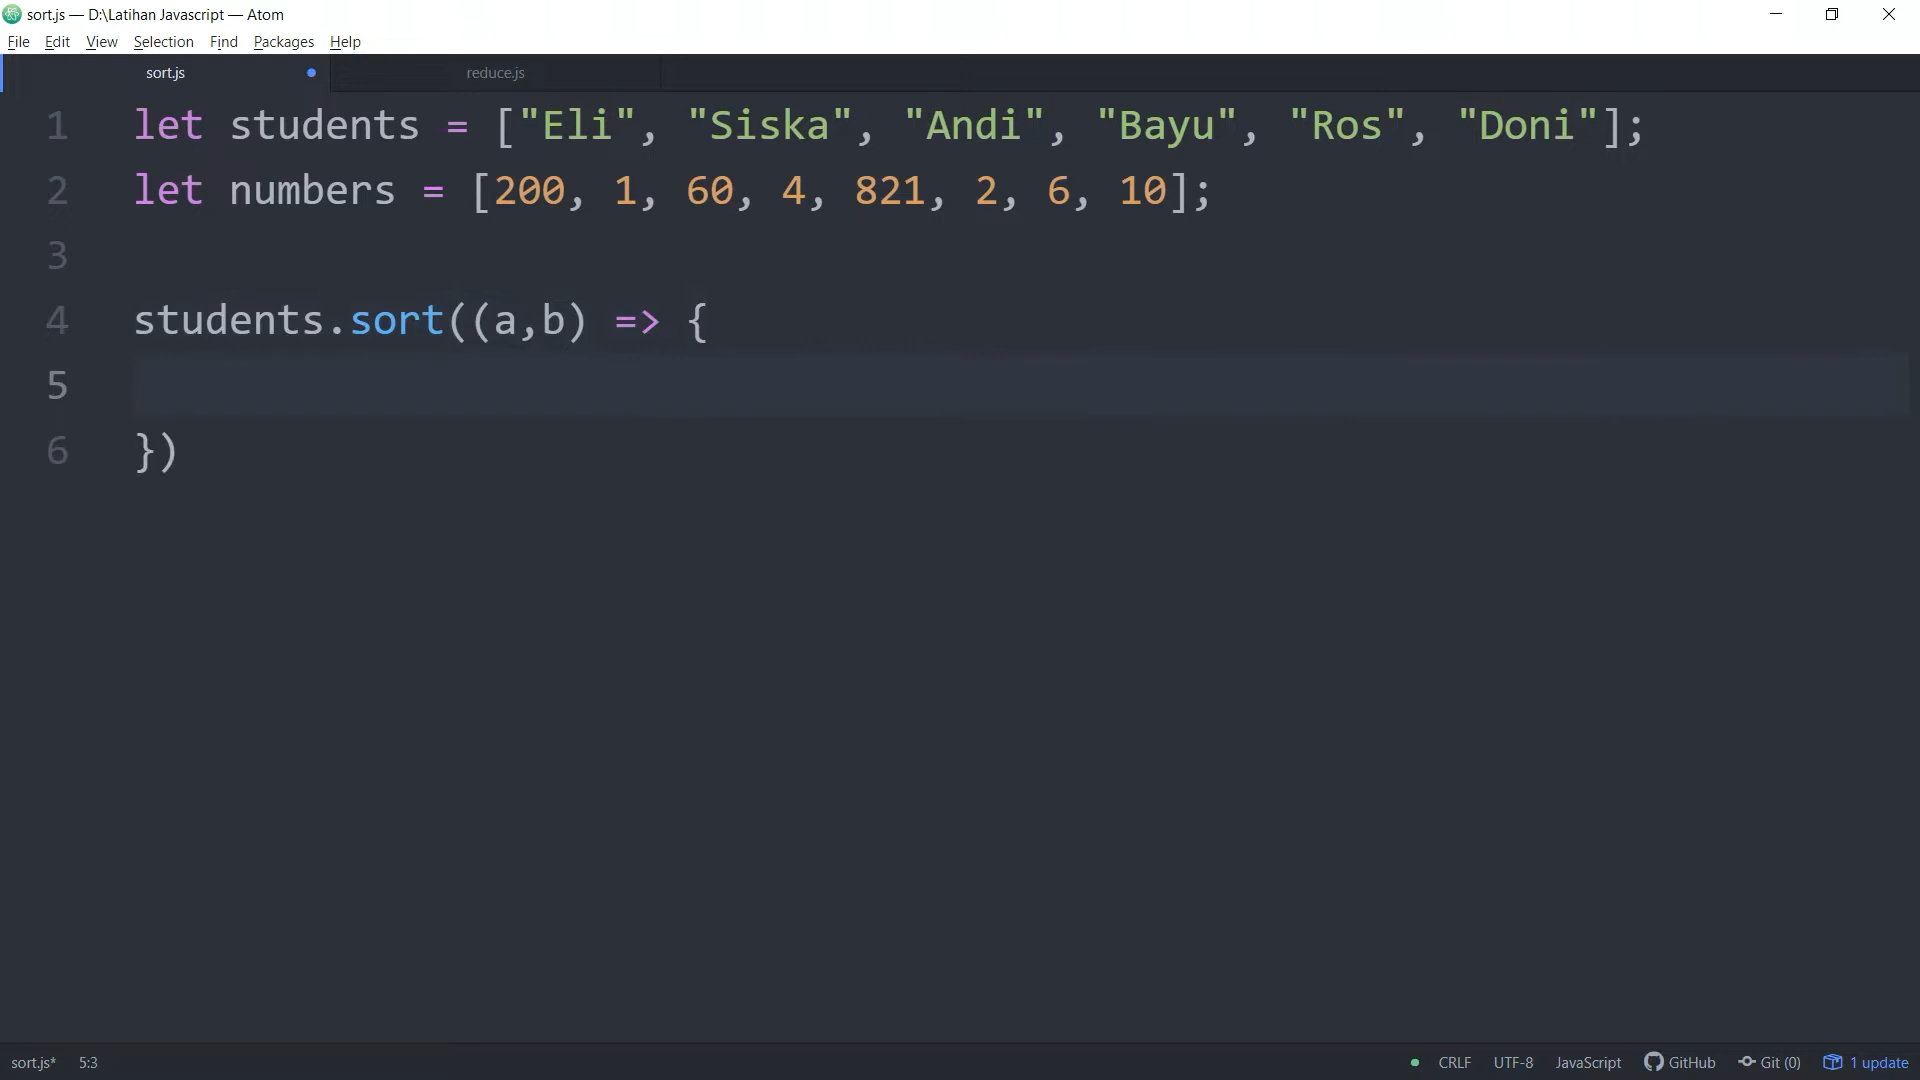 sort.js — D:\Latihan Javascript — Atom
File Edit View Selection Find Packages Help
sort.js reduce.js
1 let students = ["Eli", "Siska", "Andi", "Bayu", "Ros", "Doni"];
2 let numbers = [200, 1, 60, 4, 821, 2, 6, 10];
3
4 students.sort((a,b) => {
5
6 })
sort.js* 5:3 CRLF UTF-8 JavaScript GitHub Git (0) 1 update